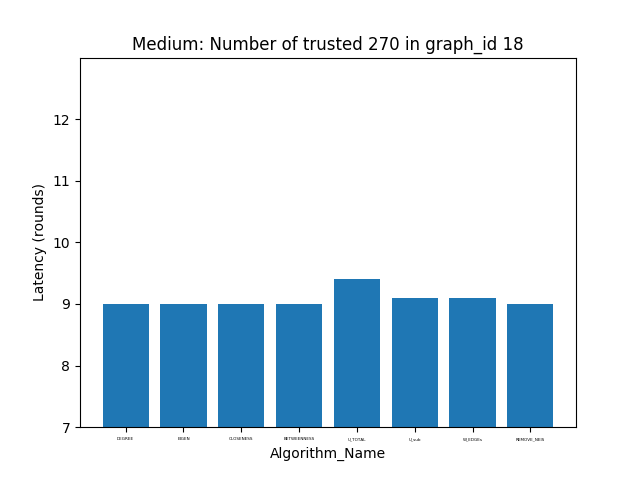 Medium: Number of trusted 270 in graph_id 18
Latency (rounds)
12
11
10
9
8
7
DEGREE EIGEN CLOSENESS BETWEENNESS U_TOTAL U_sub W_EDGEs REMOVE_NEIS
Algorithm_Name